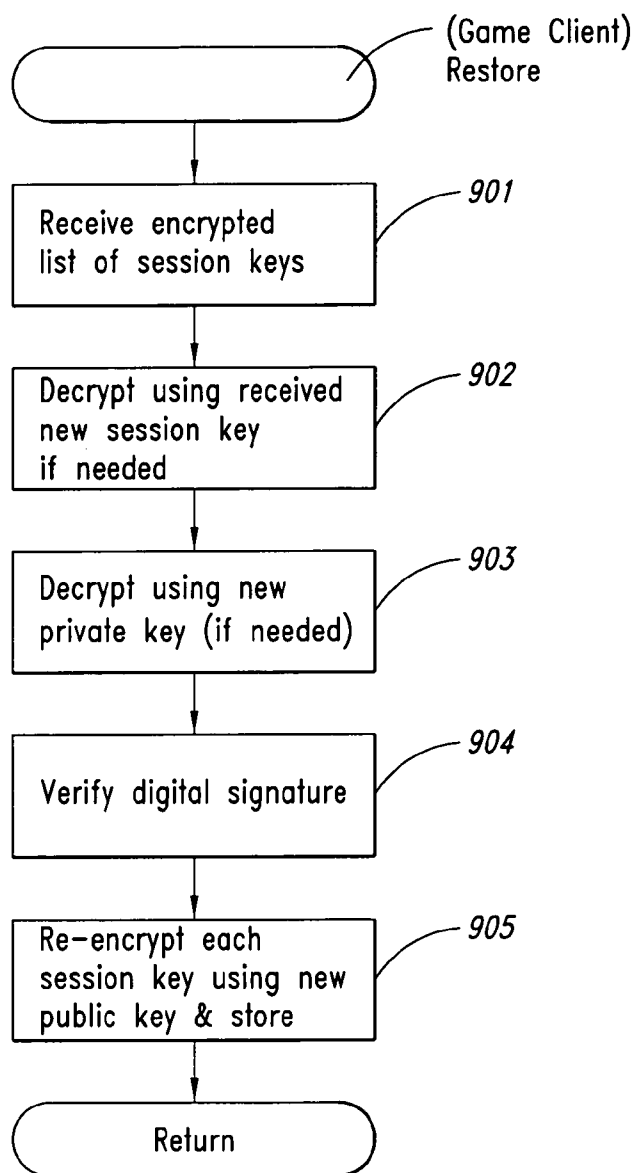 (Game Client)
Restore
901
Receive encrypted
list of session keys
902
Decrypt using received
new session key
if needed
903
Decrypt using new
private key (if needed)
904
Verify digital signature
905
Re-encrypt each
session key using new
public key & store
Return